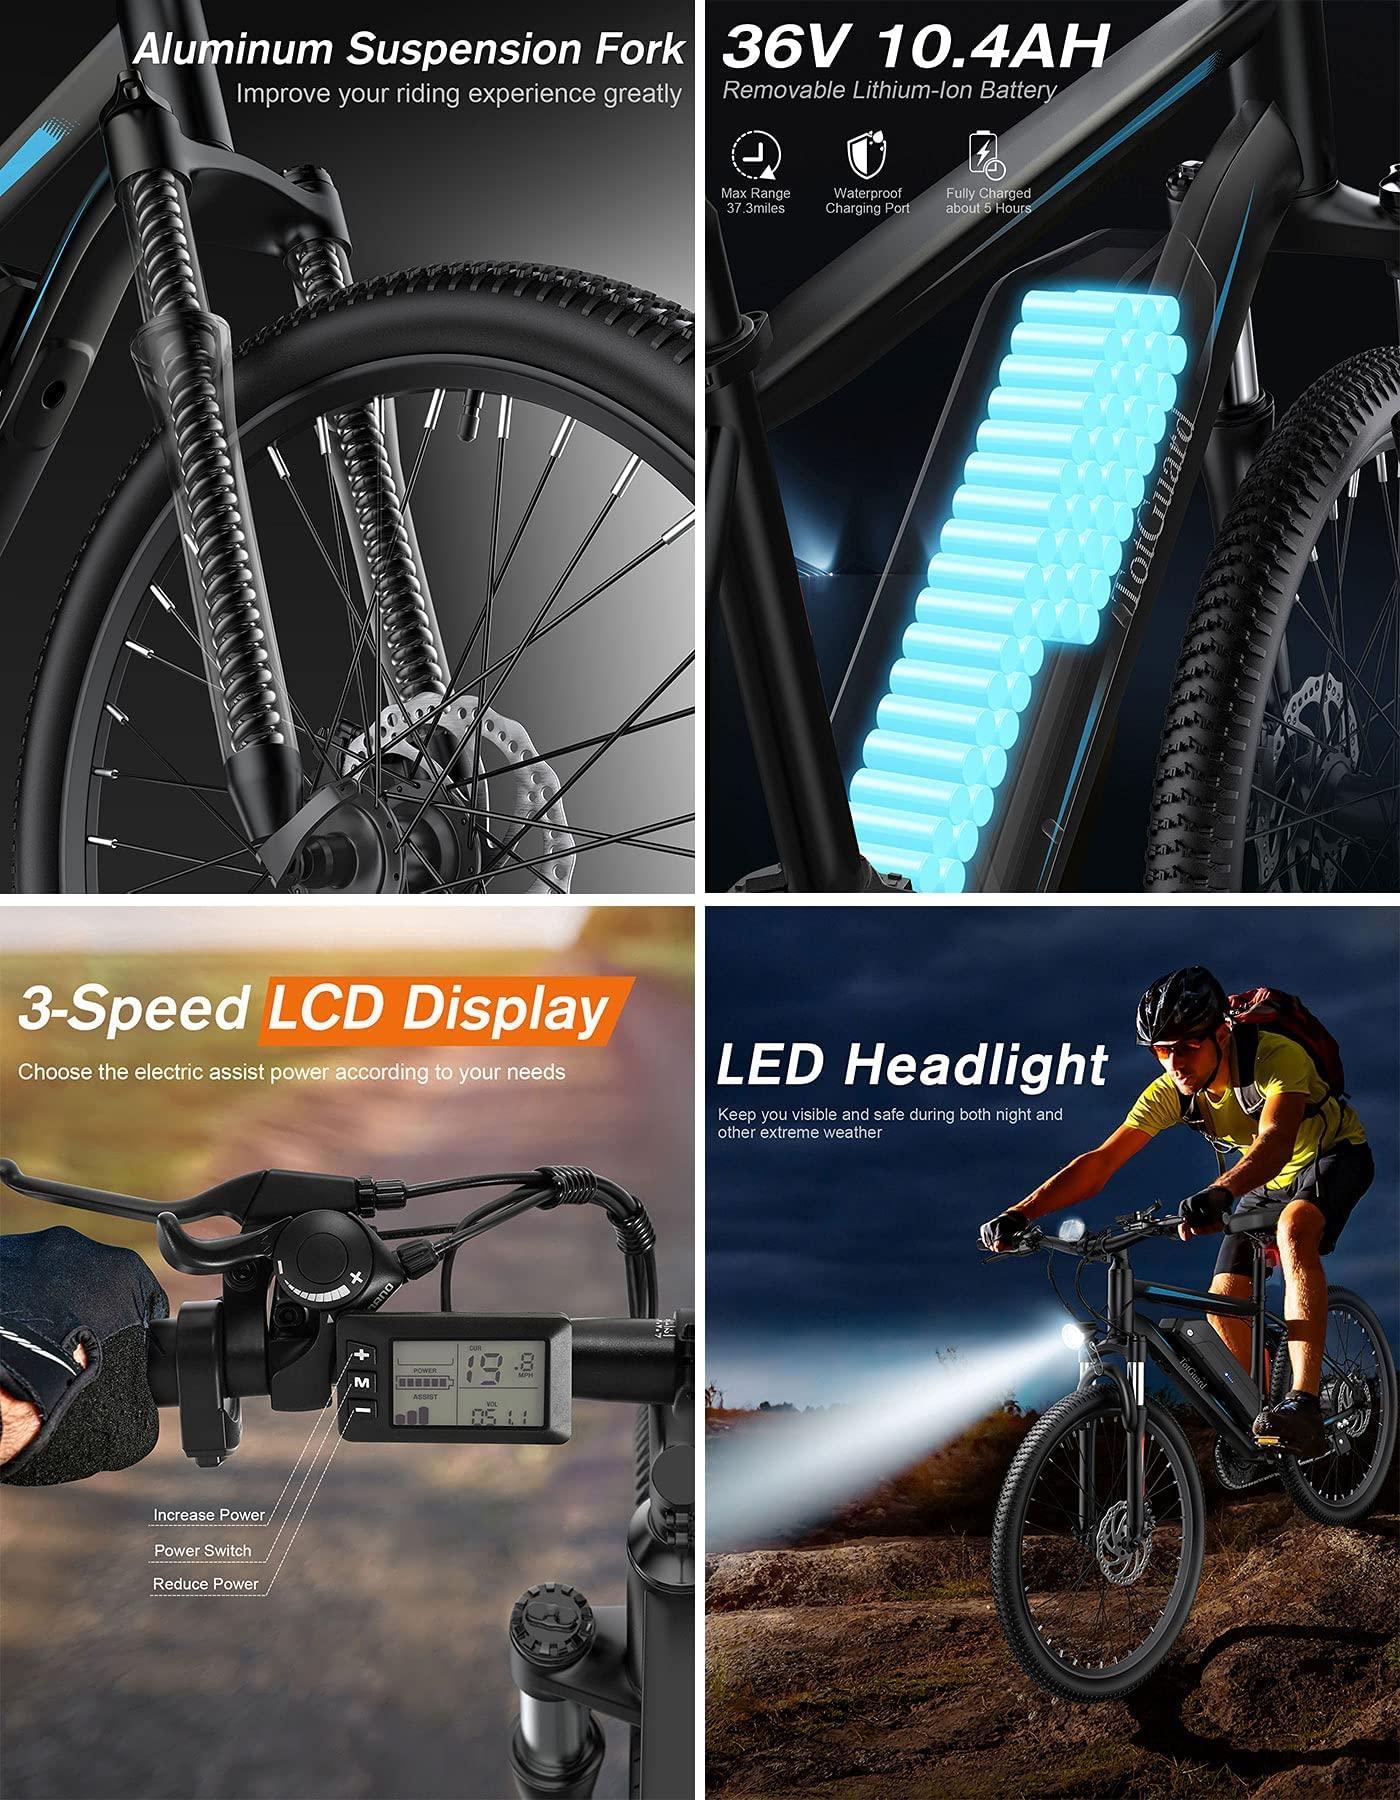 Aluminum Suspension Fork
Improve your riding experience greatly
36V 10.4AH
Removable Lithium-Ion Battery
Max Range
37.3miles
Waterproof
Charging Port
Fully Charged
about 5 Hours
TotGuard
3-Speed LCD Display
Choose the electric assist power according to your needs
- +
CUR
19.8
MPH
POWER
ASSIST
VOL
051.1
+
M
-
Increase Power
Power Switch
Reduce Power
LED Headlight
Keep you visible and safe during both night and
other extreme weather
TotGuard